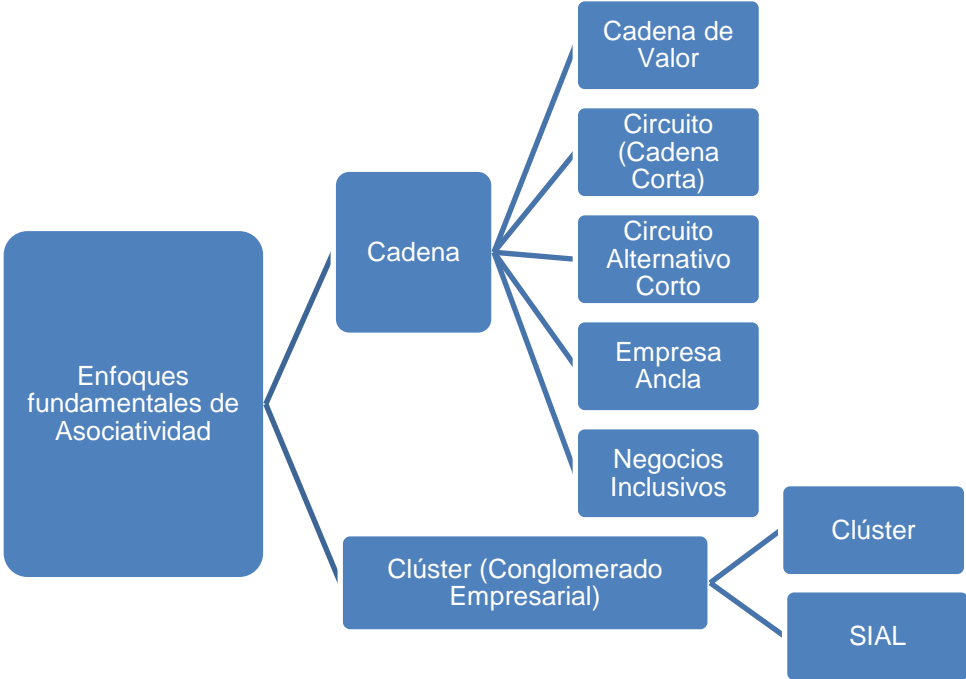 Enfoques
fundamentales de
Asociatividad
Cadena
Cadena de
Valor
Circuito
(Cadena
Corta)
Circuito
Alternativo
Corto
Empresa
Ancla
Negocios
Inclusivos
Clúster (Conglomerado
Empresarial)
Clúster
SIAL